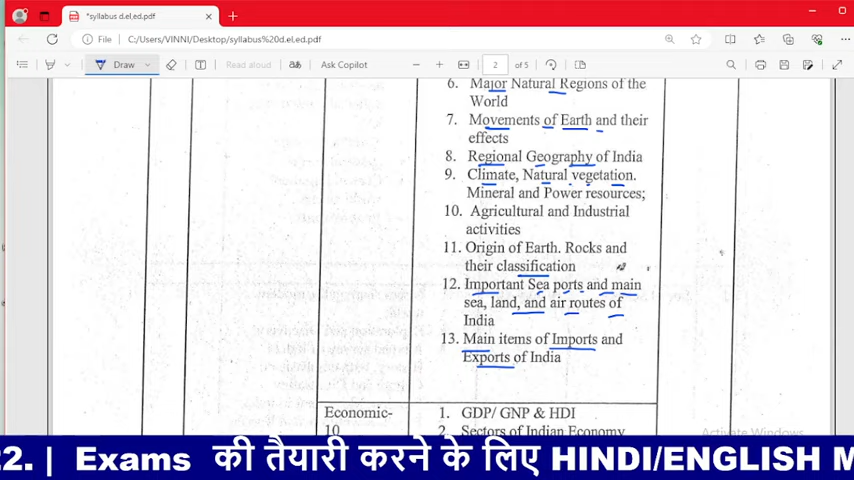 *syllabus d.el,ed.pdf
File
C:/Users/VINNI/Desktop/syllabus%20d.el,ed.pdf
Draw
Read aloud
Ask Copilot
2 of 5
6. Major Natural Regions of the
World
7. Movements of Earth and their
effects
8. Regional Geography of India
9. Climate, Natural vegetation.
Mineral and Power resources;
10. Agricultural and Industrial
activities
11. Origin of Earth. Rocks and
their classification
12. Important Sea ports and main
sea, land, and air routes of
India
13. Main items of Imports and
Exports of India
Economic-
10
1. GDP/ GNP & HDI
2. Sectors of Indian Economy
Activate Windows
22. | Exams की तैयारी करने के लिए HINDI/ENGLISH M